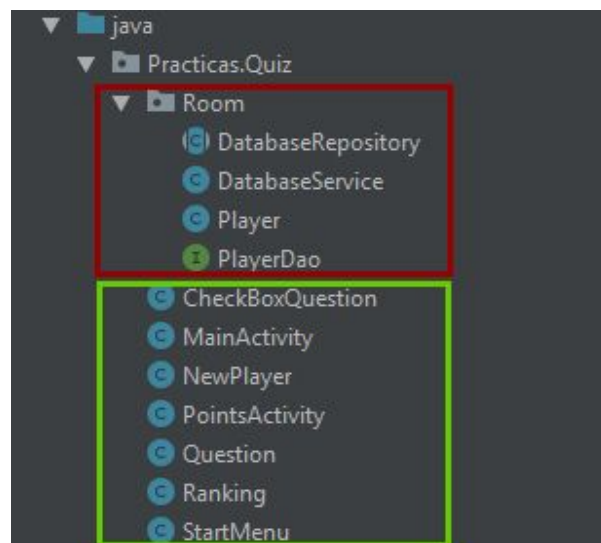 java
Practicas.Quiz
Room
DatabaseRepository
DatabaseService
Player
PlayerDao
CheckBoxQuestion
MainActivity
NewPlayer
PointsActivity
Question
Ranking
StartMenu